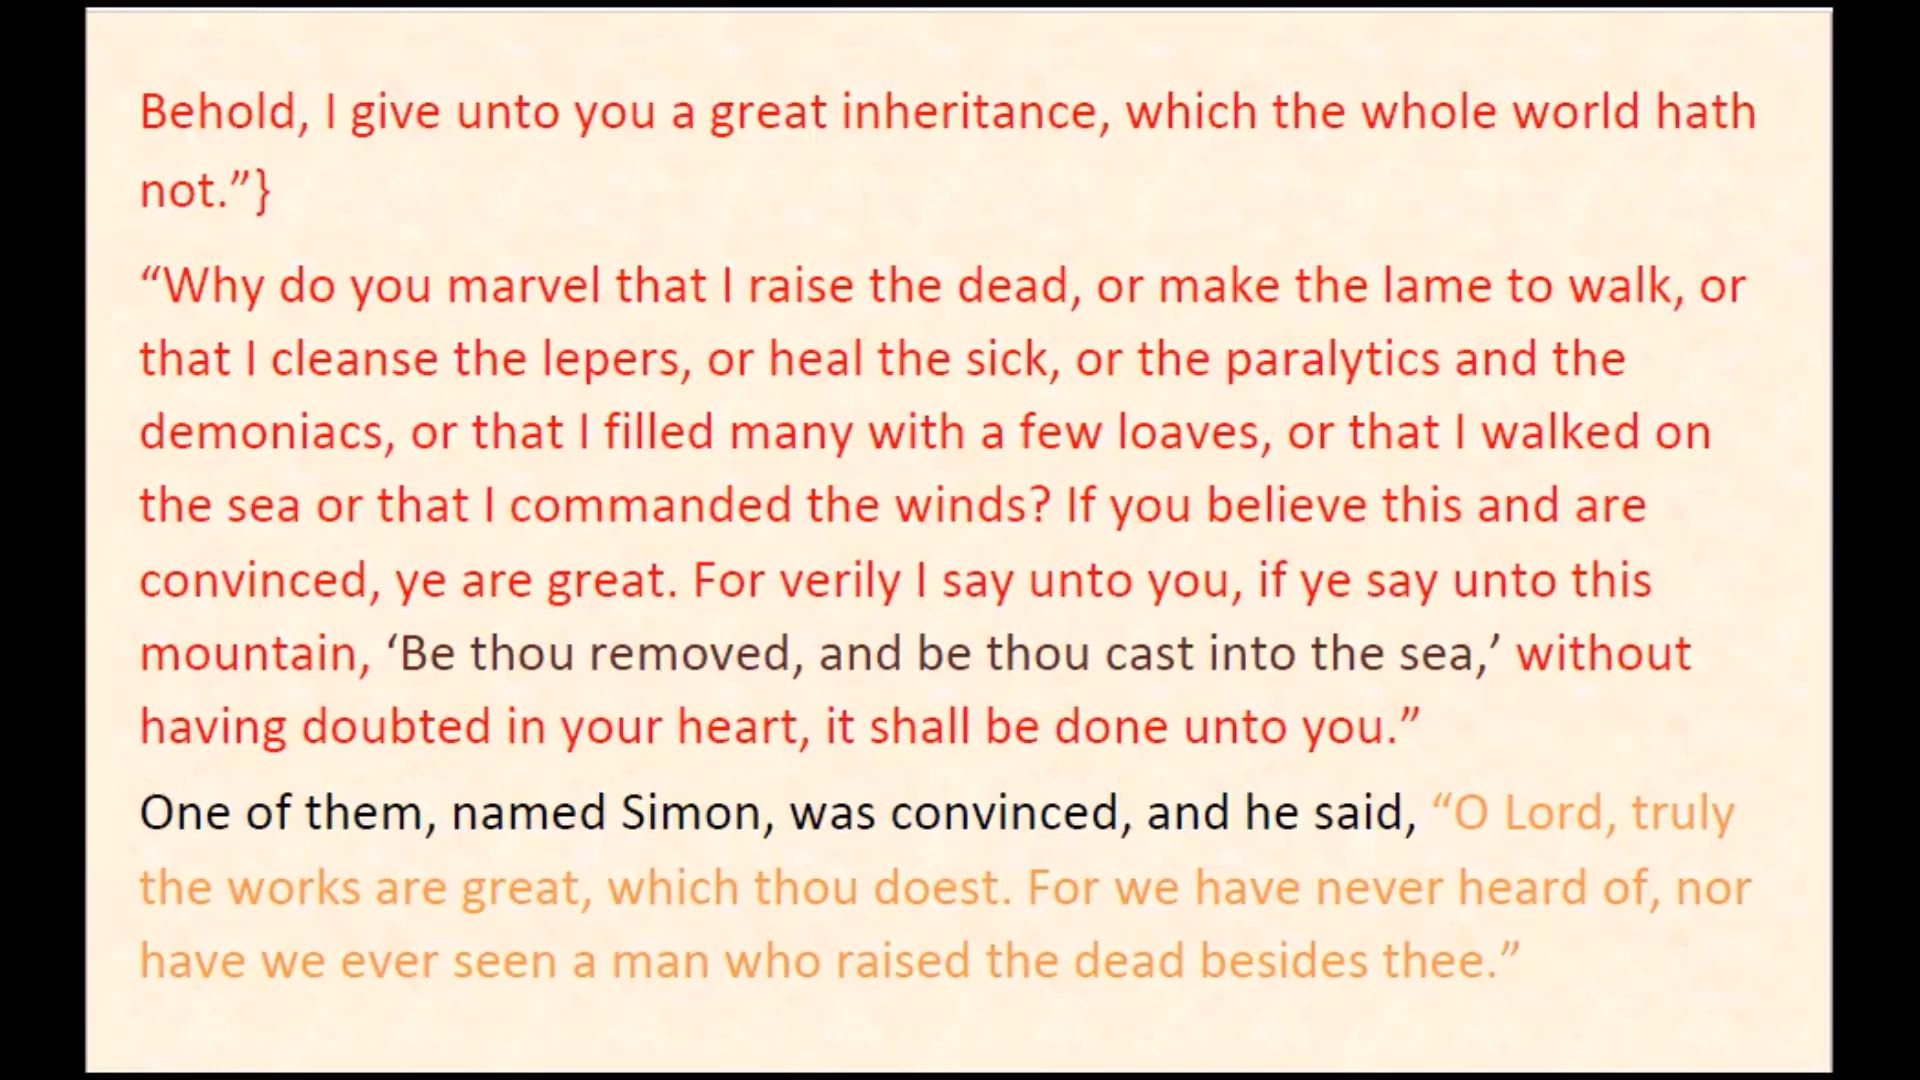 Behold, I give unto you a great inheritance, which the whole world hath
not.”}
“Why do you marvel that I raise the dead, or make the lame to walk, or
that I cleanse the lepers, or heal the sick, or the paralytics and the
demoniacs, or that I filled many with a few loaves, or that I walked on
the sea or that I commanded the winds? If you believe this and are
convinced, ye are great. For verily I say unto you, if ye say unto this
mountain, ‘Be thou removed, and be thou cast into the sea,’ without
having doubted in your heart, it shall be done unto you.”
One of them, named Simon, was convinced, and he said, “O Lord, truly
the works are great, which thou doest. For we have never heard of, nor
have we ever seen a man who raised the dead besides thee.”